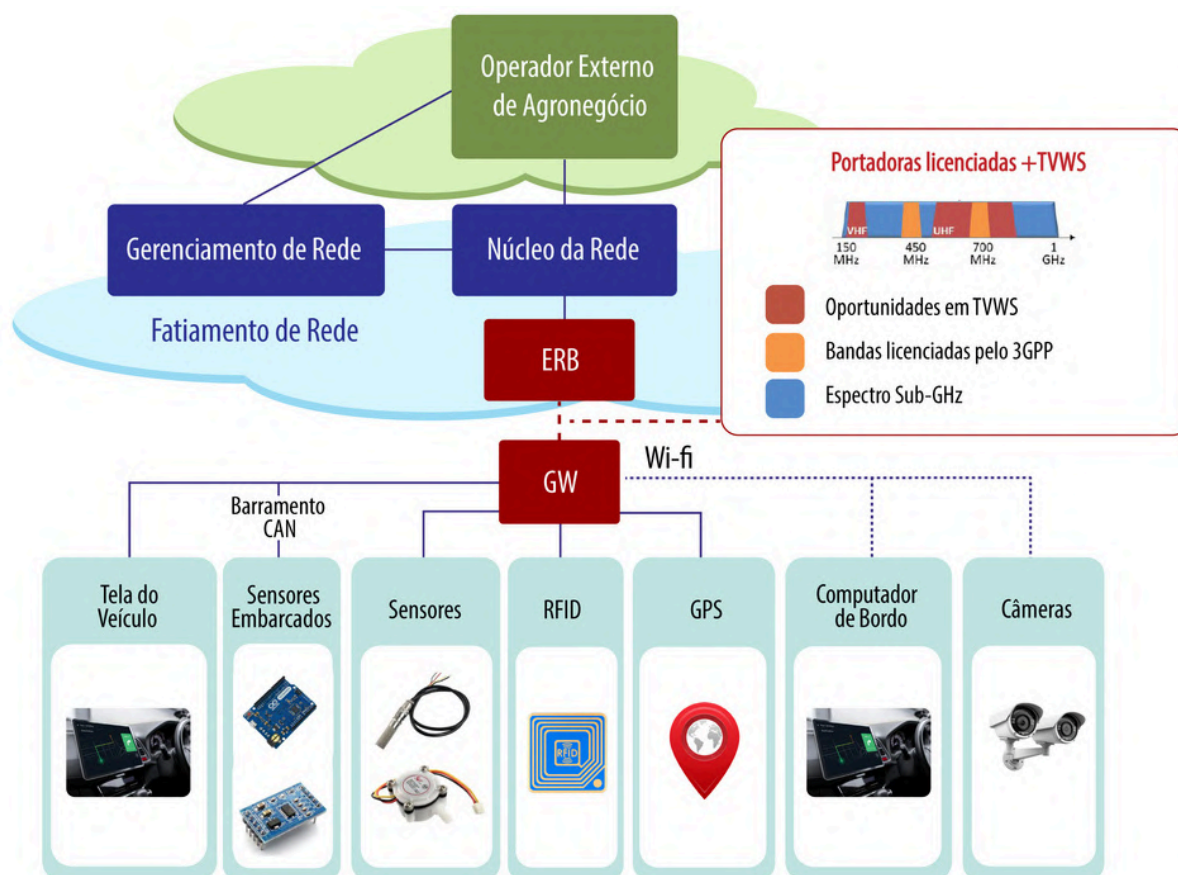 Operador Externo
de Agronegócio
Portadoras licenciadas +TVWS
VHF
UHF
150
MHz
450
MHz
700
MHz
1
GHz
Oportunidades em TVWS
Bandas licenciadas pelo 3GPP
Espectro Sub-GHz
Gerenciamento de Rede
Núcleo da Rede
Fatiamento de Rede
ERB
GW
Wi-fi
Barramento
CAN
Tela do
Veículo
Sensores
Embarcados
Sensores
RFID
GPS
Computador
de Bordo
Câmeras
RFID